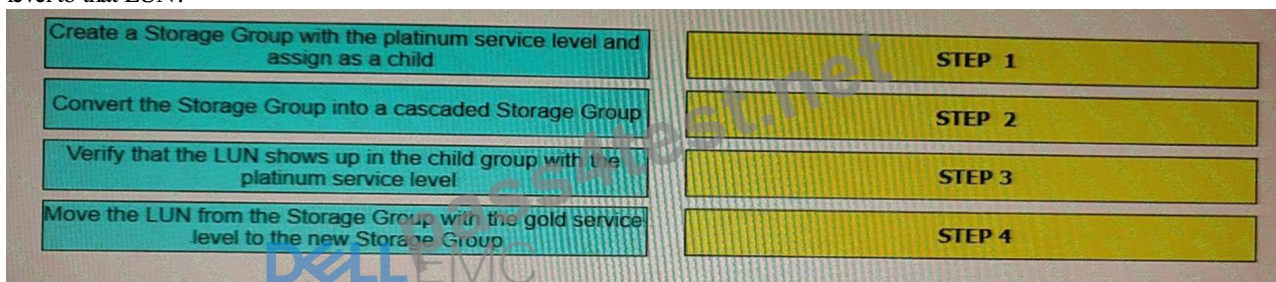 level to that LUN?
Create a Storage Group with the platinum service level and
assign as a child
STEP 1
Convert the Storage Group into a cascaded Storage Group
STEP 2
Verify that the LUN shows up in the child group with the
platinum service level
STEP 3
Move the LUN from the Storage Group with the gold service
level to the new Storage Group
STEP 4
pass4test.net
DELL EMC